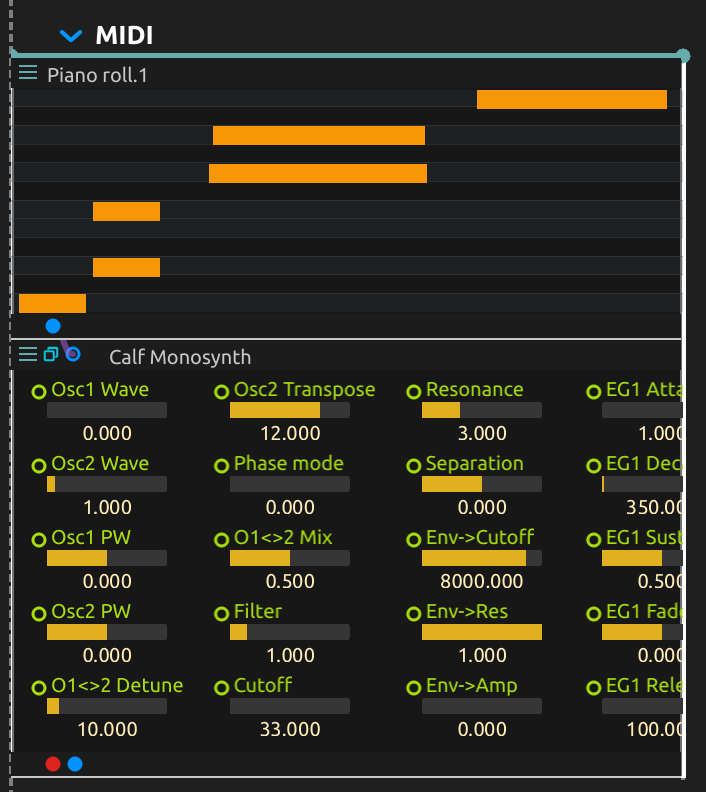 MIDI
Piano roll.1
Calf Monosynth
Osc1 Wave Osc2 Transpose Resonance EG1 Atta
0.000 12.000 3.000 1.000
Osc2 Wave Phase mode Separation EG1 Dec
1.000 0.000 0.000 350.00
Osc1 PW O1<>2 Mix Env->Cutoff EG1 Sust
0.000 0.500 8000.000 0.500
Osc2 PW Filter Env->Res EG1 Fade
0.000 1.000 1.000 0.000
O1<>2 Detune Cutoff Env->Amp EG1 Rele
10.000 33.000 0.000 100.00